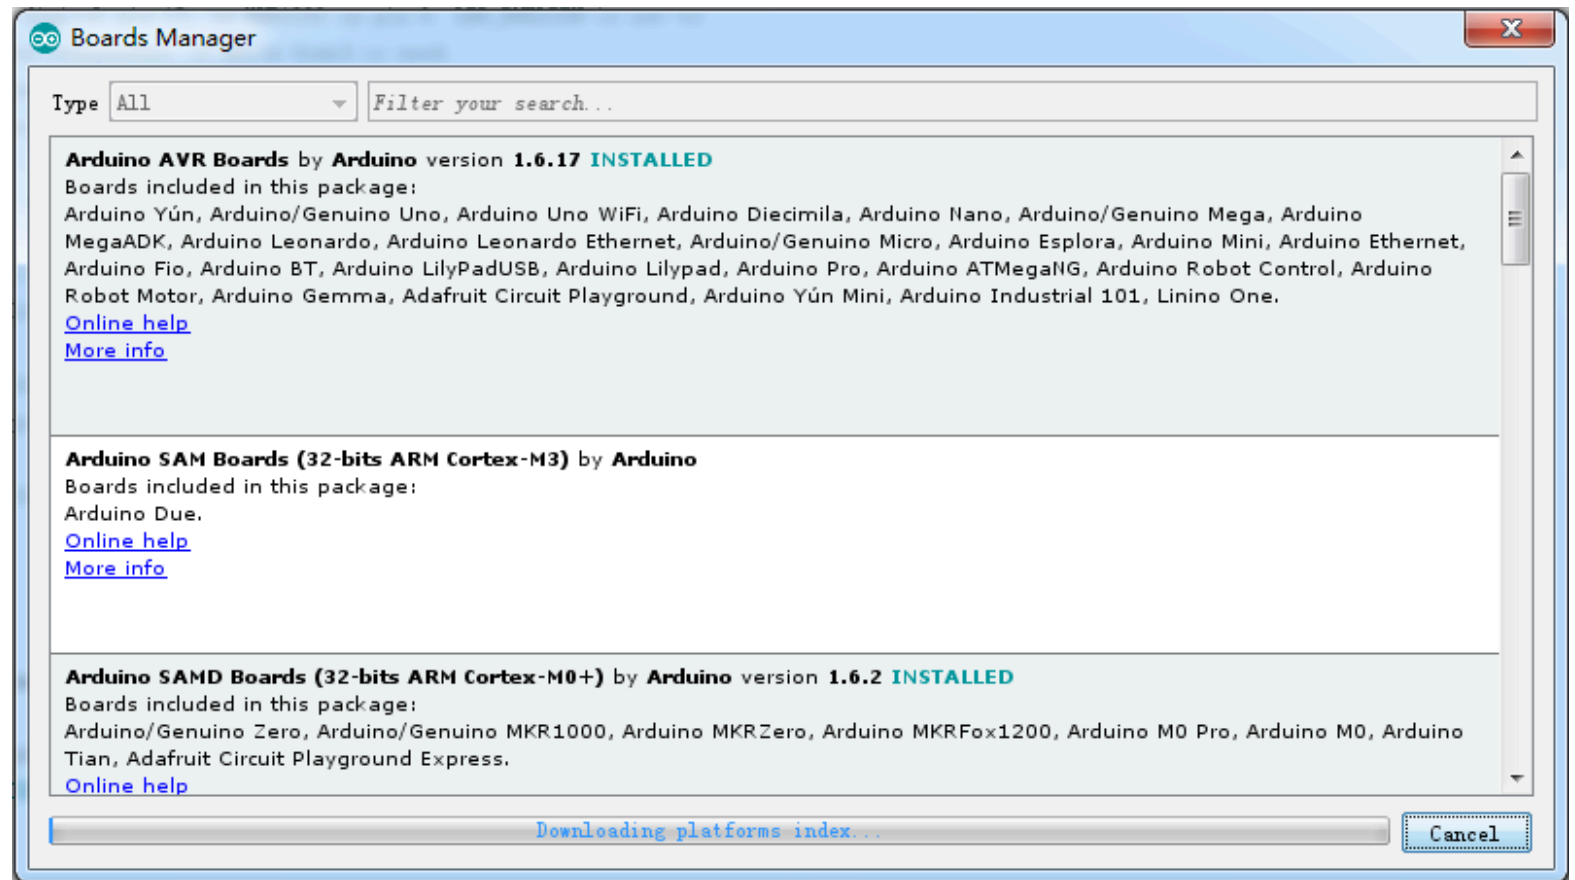 Boards Manager
Type All Filter your search...
Arduino AVR Boards by Arduino version 1.6.17 INSTALLED
Boards included in this package:
Arduino Yún, Arduino/Genuino Uno, Arduino Uno WiFi, Arduino Diecimila, Arduino Nano, Arduino/Genuino Mega, Arduino
MegaADK, Arduino Leonardo, Arduino Leonardo Ethernet, Arduino/Genuino Micro, Arduino Esplora, Arduino Mini, Arduino Ethernet,
Arduino Fio, Arduino BT, Arduino LilyPadUSB, Arduino Lilypad, Arduino Pro, Arduino ATMegaNG, Arduino Robot Control, Arduino
Robot Motor, Arduino Gemma, Adafruit Circuit Playground, Arduino Yún Mini, Arduino Industrial 101, Linino One.
Online help
More info
Arduino SAM Boards (32-bits ARM Cortex-M3) by Arduino
Boards included in this package:
Arduino Due.
Online help
More info
Arduino SAMD Boards (32-bits ARM Cortex-M0+) by Arduino version 1.6.2 INSTALLED
Boards included in this package:
Arduino/Genuino Zero, Arduino/Genuino MKR1000, Arduino MKRZero, Arduino MKRFox1200, Arduino M0 Pro, Arduino M0, Arduino
Tian, Adafruit Circuit Playground Express.
Online help
Downloading platforms index... Cancel